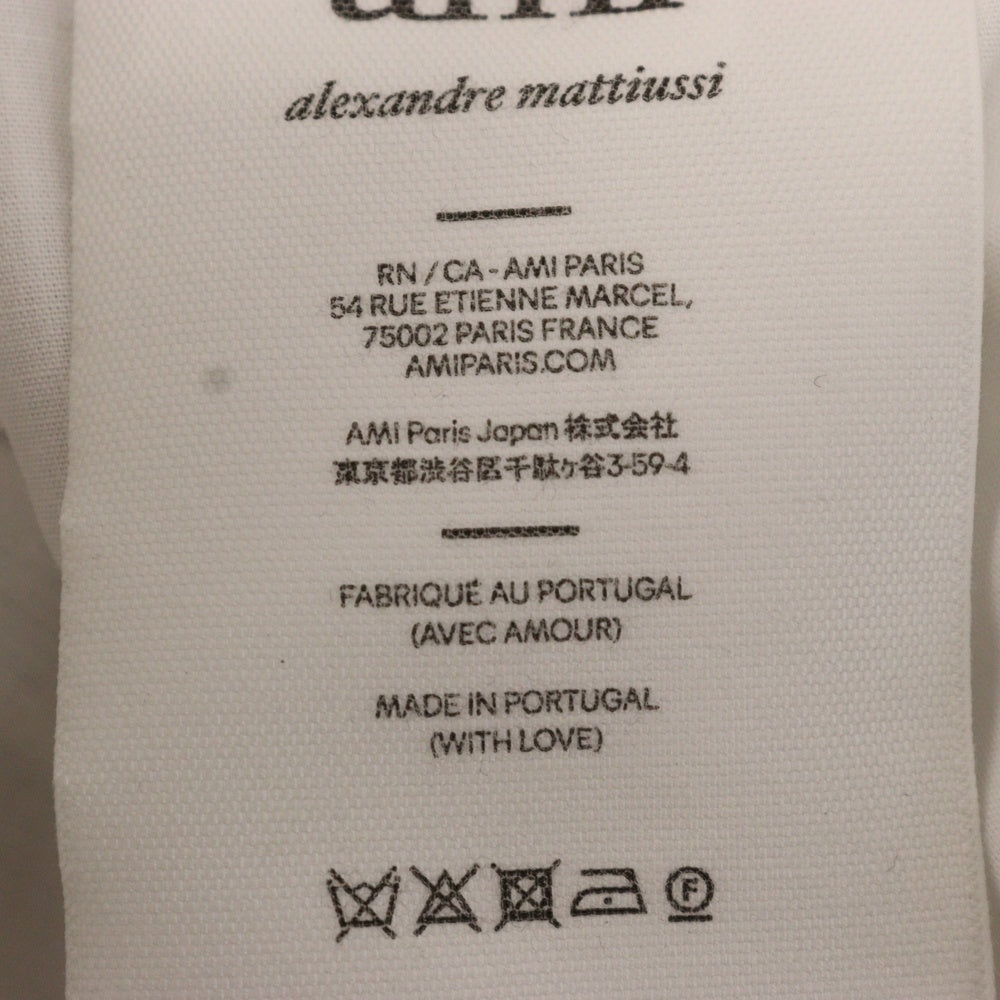 ami
alexandre mattiussi
RN / CA - AMI PARIS
54 RUE ETIENNE MARCEL,
75002 PARIS FRANCE
AMIPARIS.COM
AMI Paris Japan 株式会社
東京都渋谷区千駄ヶ谷3-59-4
FABRIQUÉ AU PORTUGAL
(AVEC AMOUR)
MADE IN PORTUGAL
(WITH LOVE)
F